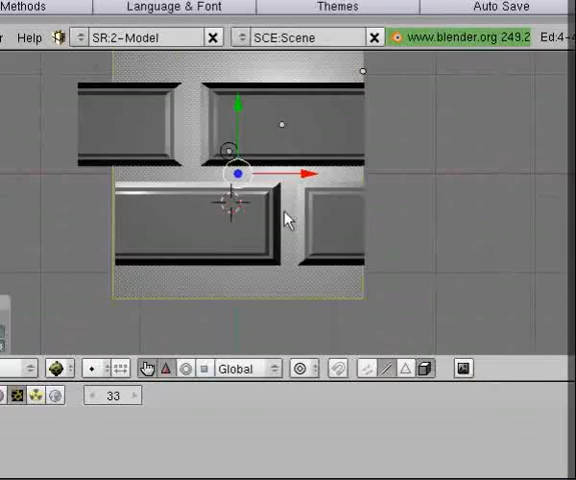 Methods Language & Font Themes Auto Save
Help SR:2-Model SCE:Scene www.blender.org 249.2
Global
33